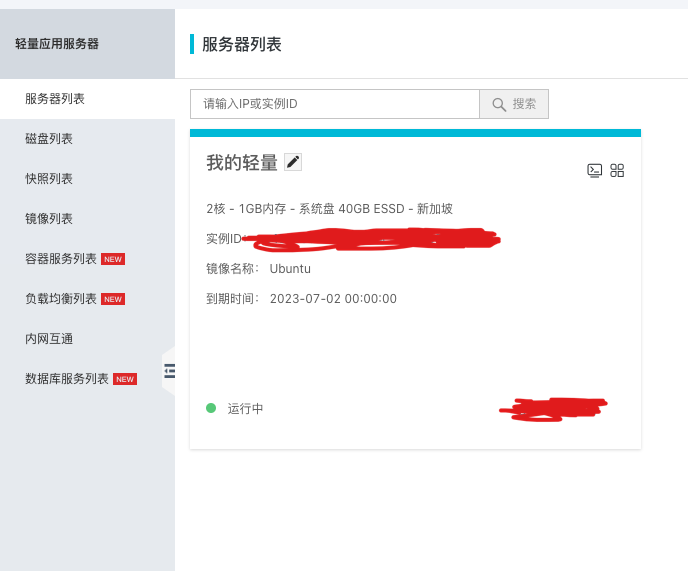 轻量应用服务器
服务器列表
磁盘列表
快照列表
镜像列表
容器服务列表 NEW
负载均衡列表 NEW
内网互通
数据库服务列表 NEW
服务器列表
请输入IP或实例ID 搜索
我的轻量
2核 - 1GB内存 - 系统盘 40GB ESSD - 新加坡
实例ID
镜像名称: Ubuntu
到期时间: 2023-07-02 00:00:00
运行中